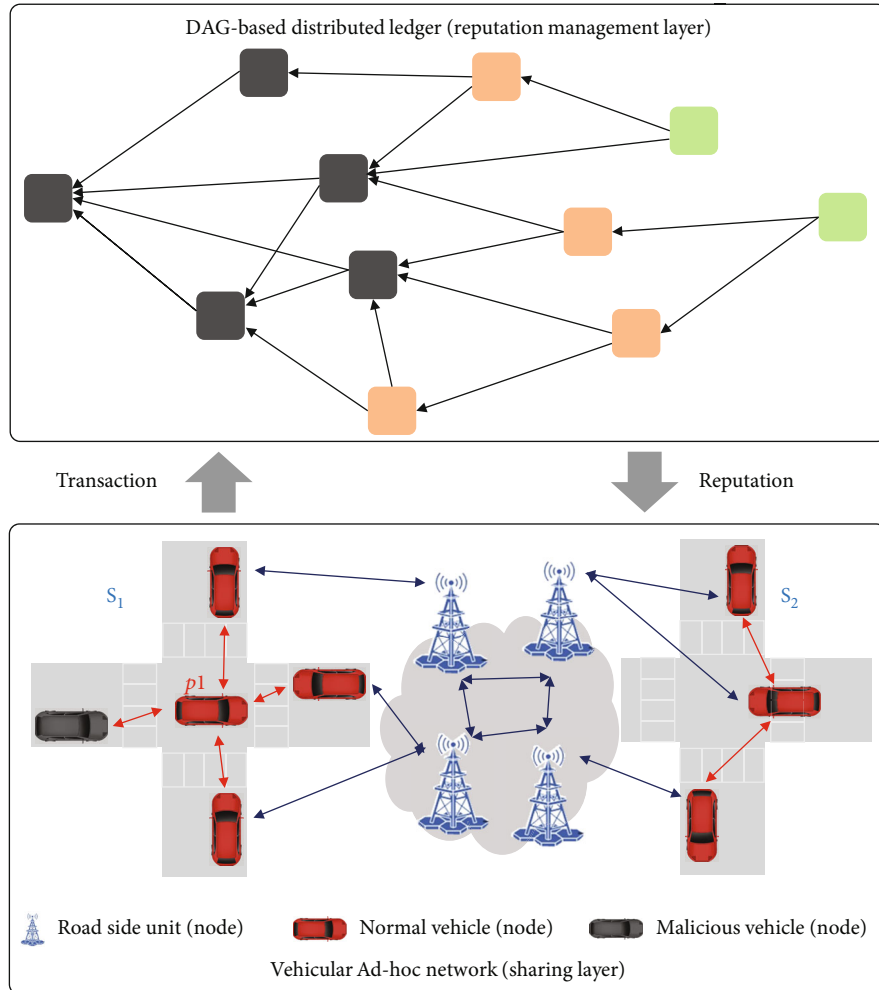 DAG-based distributed ledger (reputation management layer)
Transaction
Reputation
S1
S2
p1
Road side unit (node)
Normal vehicle (node)
Malicious vehicle (node)
Vehicular Ad-hoc network (sharing layer)